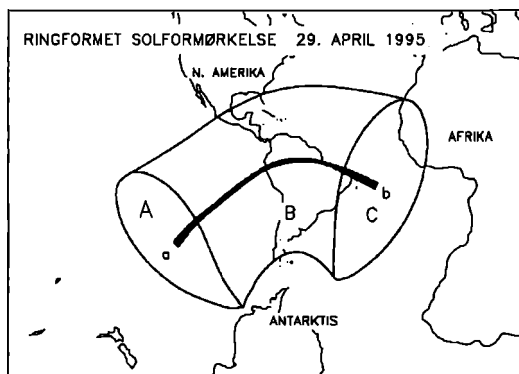 RINGFORMET SOLFORMØRKELSE 29. APRIL 1995
N. AMERIKA
AFRIKA
A
B
C
a
b
ANTARKTIS